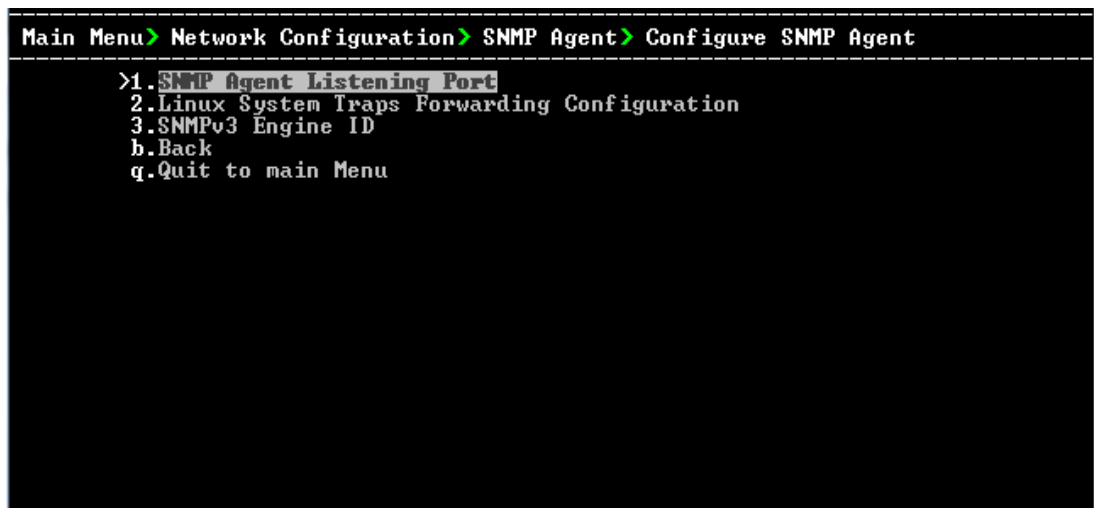 Main Menu> Network Configuration> SNMP Agent> Configure SNMP Agent
>1.SNMP Agent Listening Port
2.Linux System Traps Forwarding Configuration
3.SNMPv3 Engine ID
b.Back
q.Quit to main Menu